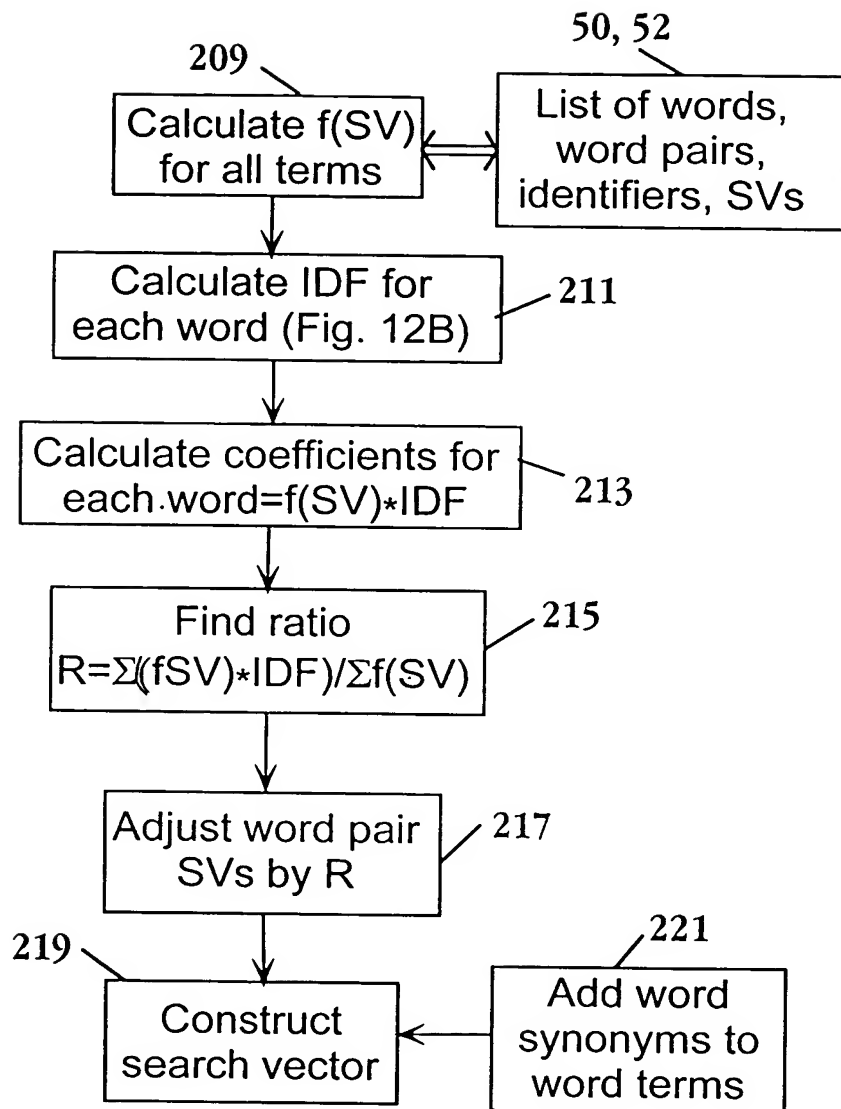 50, 52
209
Calculate f(SV)
for all terms
List of words,
word pairs,
identifiers, SVs
Calculate IDF for
each word (Fig. 12B)
211
Calculate coefficients for
each.word=f(SV)*IDF
213
Find ratio
R=Σ((fSV)*IDF)/Σf(SV)
215
Adjust word pair
SVs by R
217
219
Construct
search vector
221
Add word
synonyms to
word terms